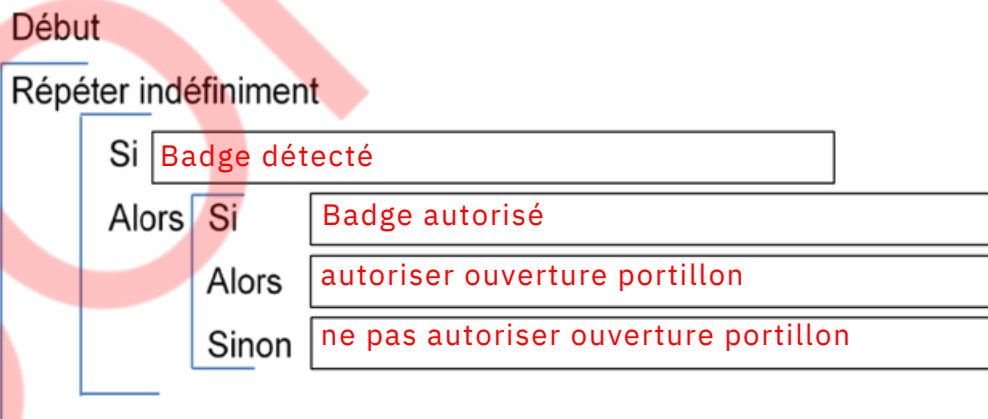 Début
Répéter indéfiniment
Si Badge détecté
Alors Si Badge autorisé
Alors autoriser ouverture portillon
Sinon ne pas autoriser ouverture portillon